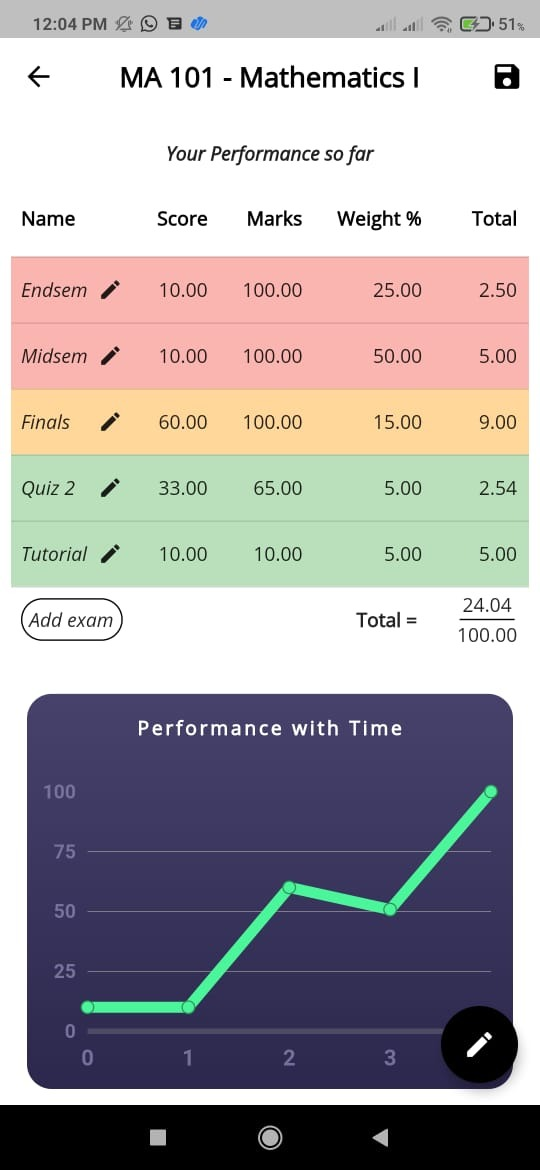 12:04 PM 51%
MA 101 - Mathematics I
Your Performance so far
Name Score Marks Weight % Total
Endsem 10.00 100.00 25.00 2.50
Midsem 10.00 100.00 50.00 5.00
Finals 60.00 100.00 15.00 9.00
Quiz 2 33.00 65.00 5.00 2.54
Tutorial 10.00 10.00 5.00 5.00
Add exam Total = 24.04
100.00
Performance with Time
100
75
50
25
0
0 1 2 3